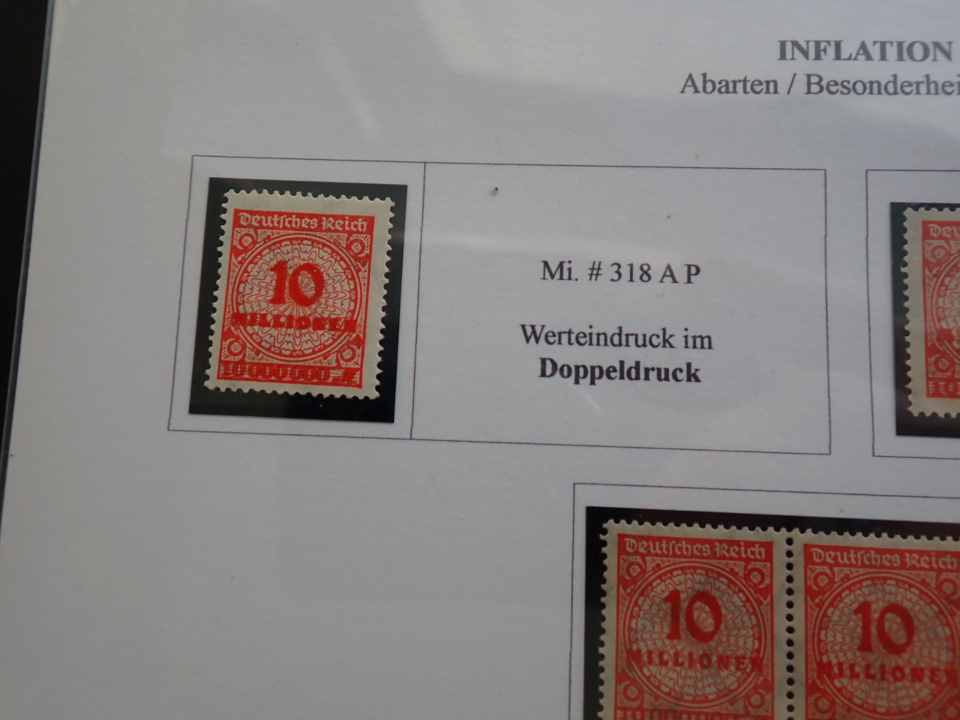 INFLATION
Abarten / Besonderhei
Deutsches Reich
10
MILLIONEN
Mi. # 318 A P
Werteindruck im
Doppeldruck
Deutsches Reich
10
MILLIONEN
Deutsches Reich
10
MILLIONEN